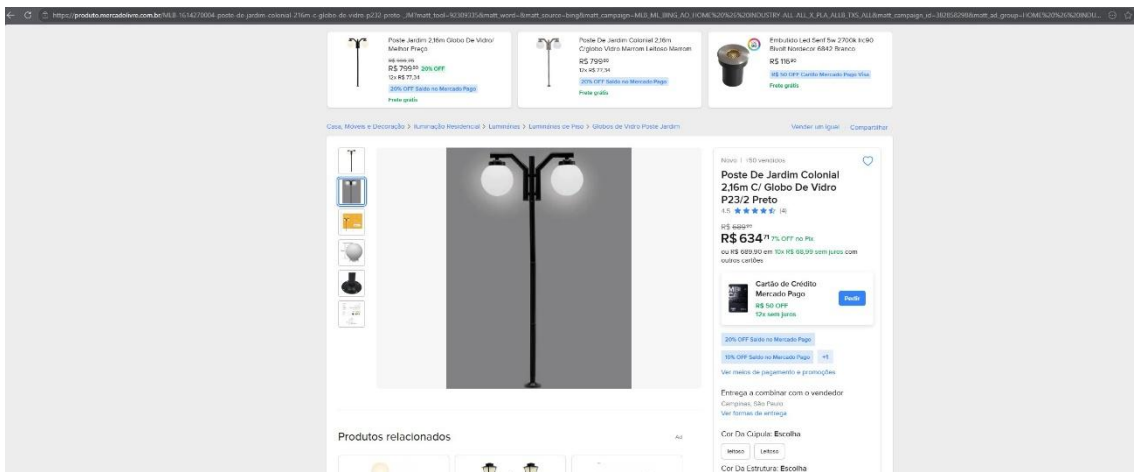 Poste Jardim 2,16m Globo De Vidro/
Melhor Preço
R$ 799
20% OFF
12x R$ 77,34
20% OFF Saldo no Mercado Pago
Frete grátis
Poste De Jardim Colonial 2,16m
C/globo Vidro Marrom Leitoso Marrom
R$ 799
12x R$ 77,34
20% OFF Saldo no Mercado Pago
Frete grátis
Embutido Led Senf 5w 2700k Irc90
Bivolt Nordecor 6842 Branco
R$ 116
R$ 50 OFF Cartão Mercado Pago Visa
Frete grátis
Casa, Móveis e Decoração > Iluminação Residencial > Luminárias > Luminárias de Piso > Globos de Vidro Poste Jardim
Vender um igual
Compartilhar
Novo | +50 vendidos
Poste De Jardim Colonial
2,16m C/ Globo De Vidro
P23/2 Preto
4.5 (4)
R$ 689
R$ 634 71 7% OFF no Pix
ou R$ 689,90 em 10x R$ 68,99 sem juros com
outros cartões
Cartão de Crédito
Mercado Pago
R$ 50 OFF
12x sem juros
Pedir
20% OFF Saldo no Mercado Pago
10% OFF Saldo no Mercado Pago +1
Ver meios de pagamento e promoções
Entrega a combinar com o vendedor
Campinas, São Paulo
Ver formas de entrega
Cor Da Cúpula: Escolha
leitoso
Leitoso
Cor Da Estrutura: Escolha
Produtos relacionados
Ad